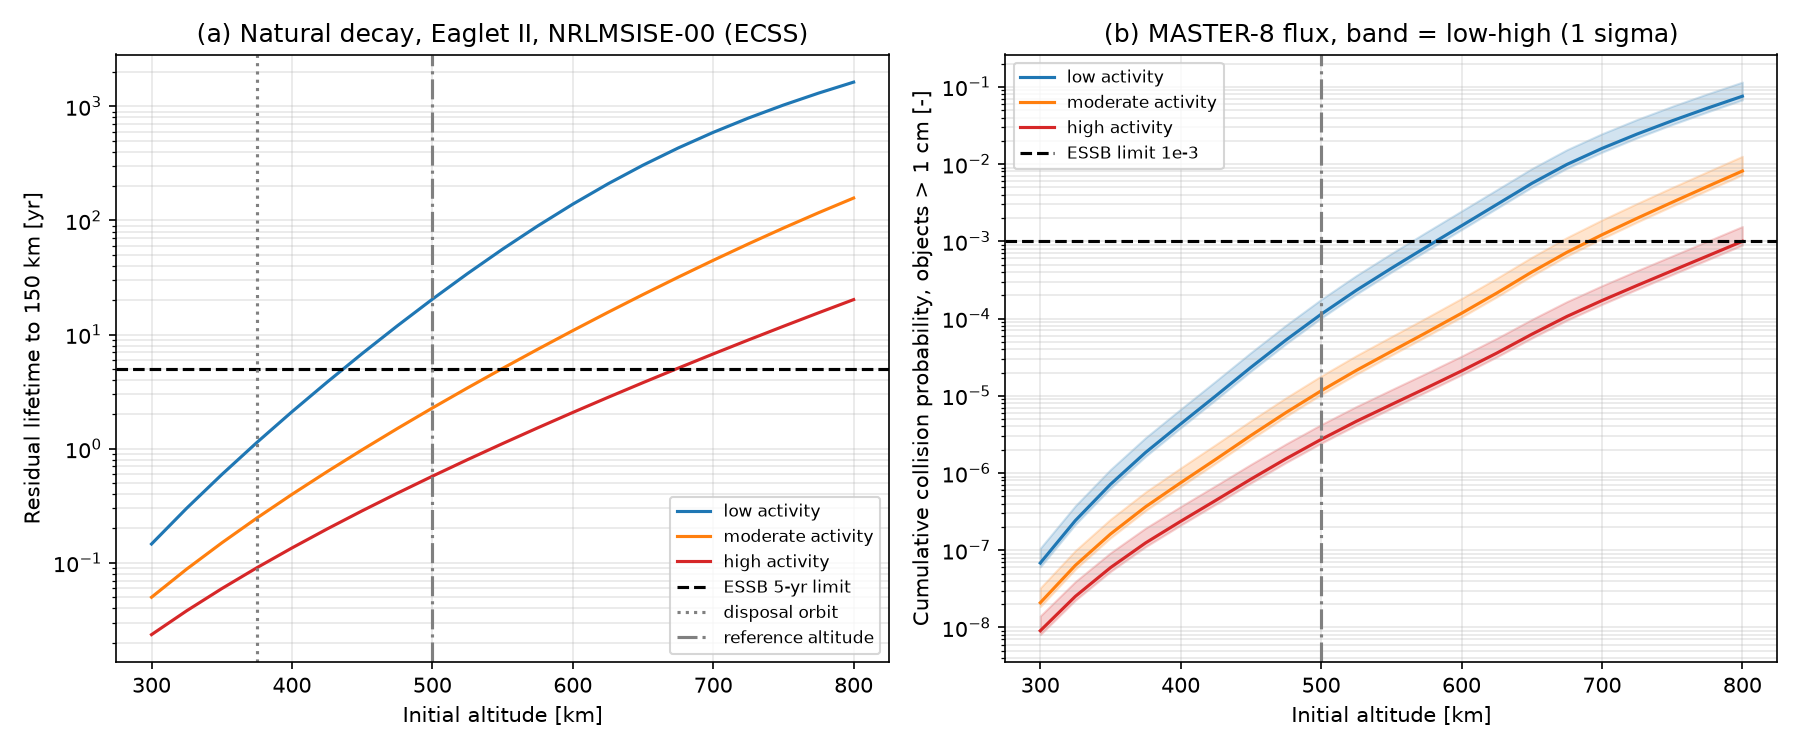 (a) Natural decay, Eaglet II, NRLMSISE-00 (ECSS)
Residual lifetime to 150 km [yr]
10³
10²
10¹
10⁰
10⁻¹
300 400 500 600 700 800
Initial altitude [km]
low activity
moderate activity
high activity
ESSB 5-yr limit
disposal orbit
reference altitude
(b) MASTER-8 flux, band = low-high (1 sigma)
Cumulative collision probability, objects > 1 cm [-]
10⁻¹
10⁻²
10⁻³
10⁻⁴
10⁻⁵
10⁻⁶
10⁻⁷
10⁻⁸
300 400 500 600 700 800
Initial altitude [km]
low activity
moderate activity
high activity
ESSB limit 1e-3